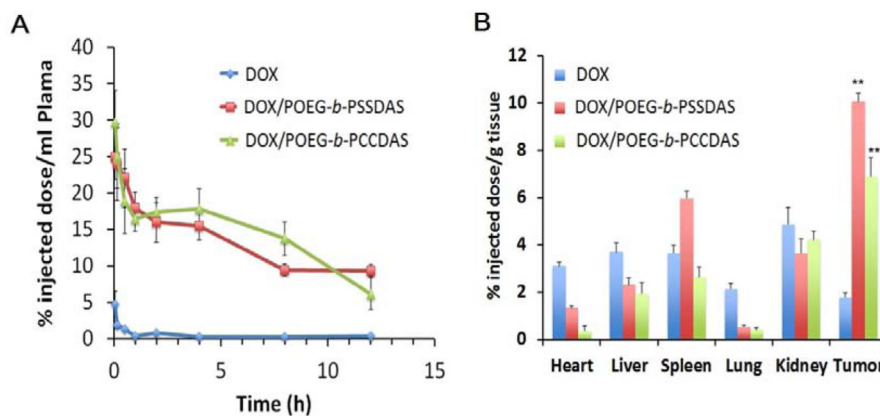 A
% injected dose/ml Plama
40
35
30
25
20
15
10
5
0
0
5
10
15
Time (h)
DOX
DOX/POEG-b-PSSDAS
DOX/POEG-b-PCCDAS
B
% injected dose/g tissue
12
10
8
6
4
2
0
DOX
DOX/POEG-b-PSSDAS
DOX/POEG-b-PCCDAS
**
**
Heart Liver Spleen Lung Kidney Tumor